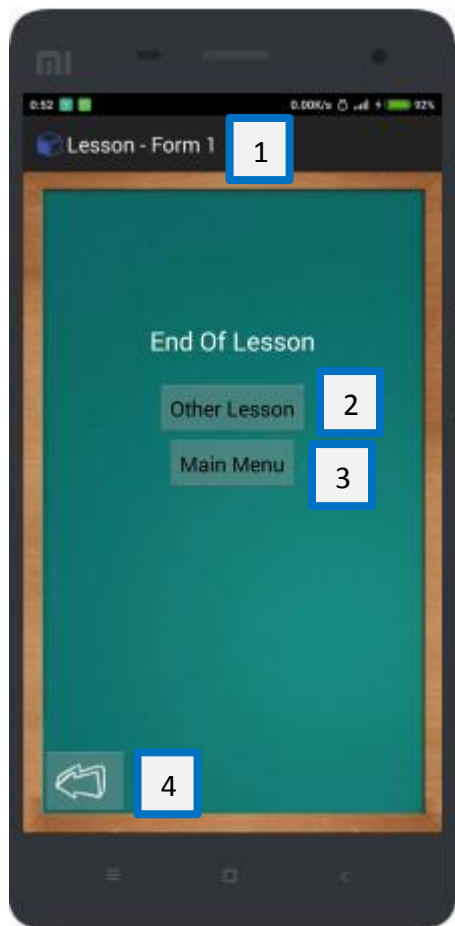 mi
0:52 0.00K/s 92%
Lesson - Form 1
1
End Of Lesson
Other Lesson
2
Main Menu
3
4